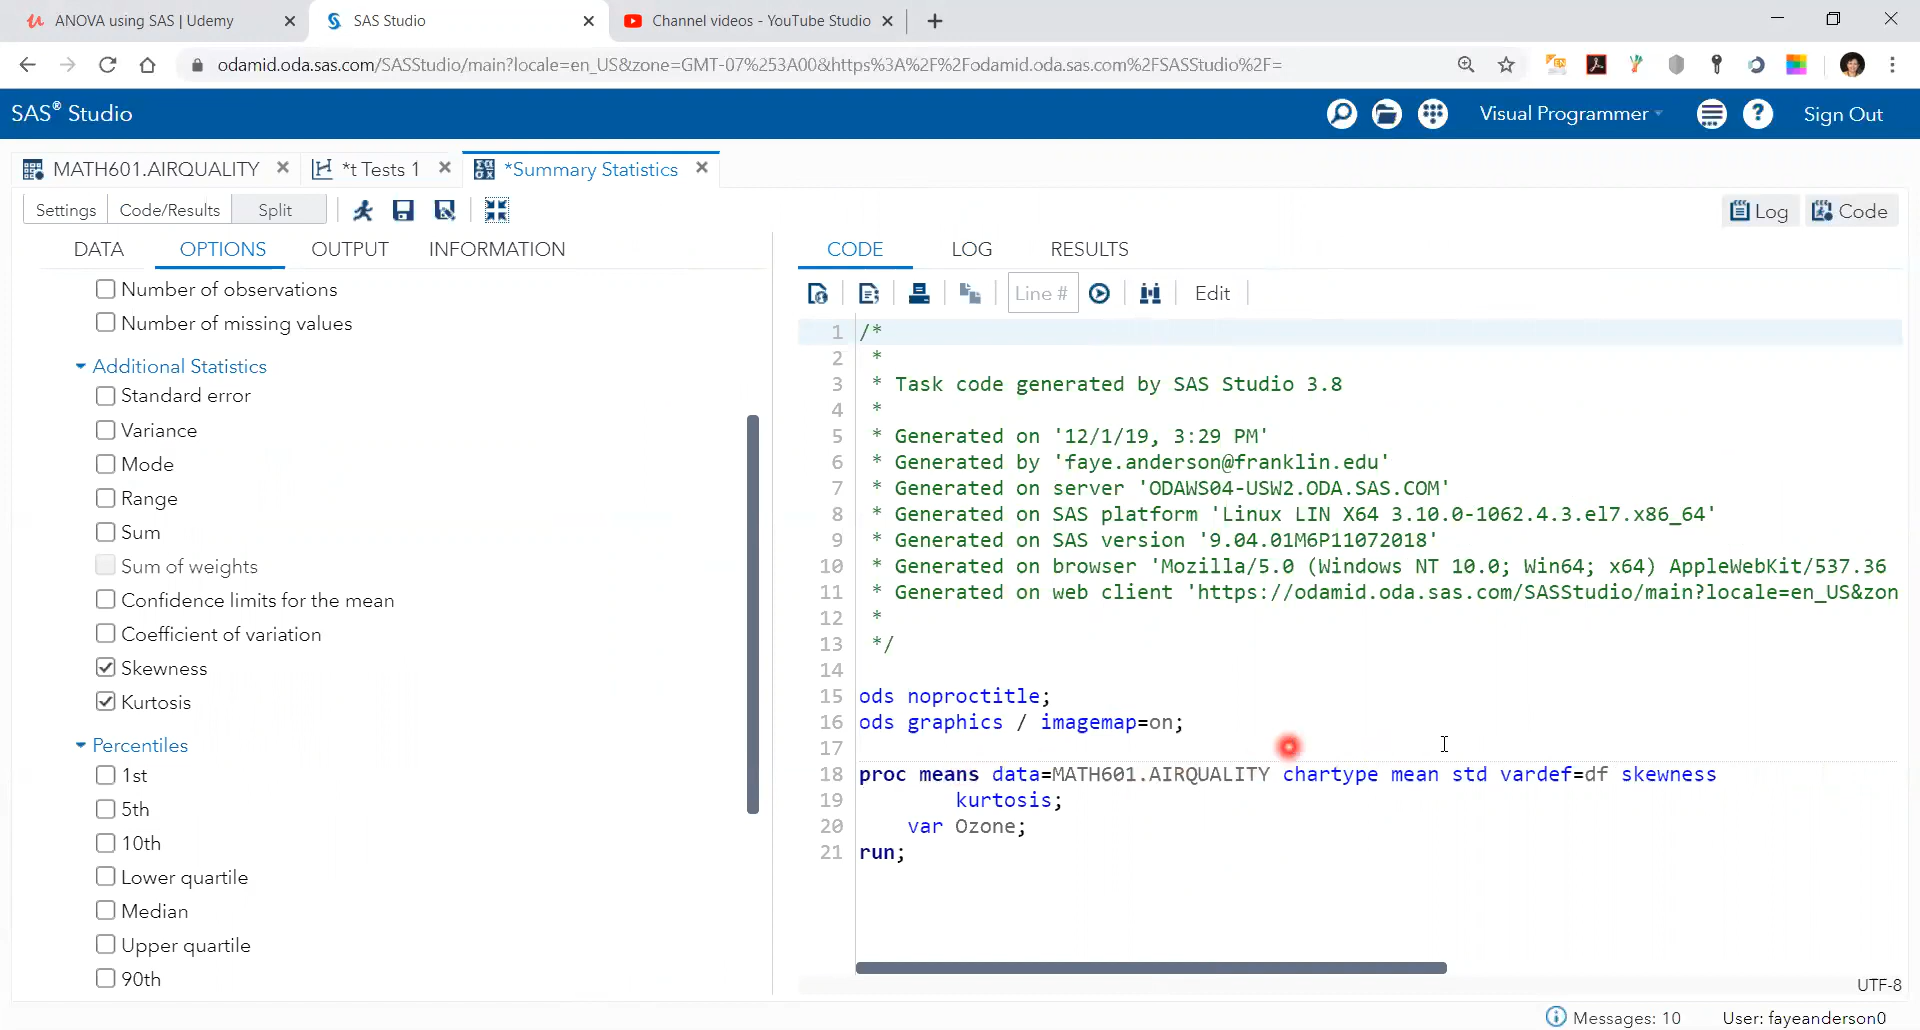 ANOVA using SAS | Udemy
SAS Studio
Channel videos - YouTube Studio
odamid.oda.sas.com/SASStudio/main?locale=en_US&zone=GMT-07%253A00&https%3A%2F%2Fodamid.oda.sas.com%2FSASStudio%2F=
SAS® Studio
Visual Programmer
Sign Out
MATH601.AIRQUALITY
*t Tests 1
*Summary Statistics
Settings
Code/Results
Split
Log
Code
DATA
OPTIONS
OUTPUT
INFORMATION
Number of observations
Number of missing values
Additional Statistics
Standard error
Variance
Mode
Range
Sum
Sum of weights
Confidence limits for the mean
Coefficient of variation
Skewness
Kurtosis
Percentiles
1st
5th
10th
Lower quartile
Median
Upper quartile
90th
CODE
LOG
RESULTS
Line #
Edit
1 /*
2 *
3 * Task code generated by SAS Studio 3.8
4 *
5 * Generated on '12/1/19, 3:29 PM'
6 * Generated by 'faye.anderson@franklin.edu'
7 * Generated on server 'ODAWS04-USW2.ODA.SAS.COM'
8 * Generated on SAS platform 'Linux LIN X64 3.10.0-1062.4.3.el7.x86_64'
9 * Generated on SAS version '9.04.01M6P11072018'
10 * Generated on browser 'Mozilla/5.0 (Windows NT 10.0; Win64; x64) AppleWebKit/537.36
11 * Generated on web client 'https://odamid.oda.sas.com/SASStudio/main?locale=en_US&zon
12 *
13 */
14
15 ods noproctitle;
16 ods graphics / imagemap=on;
17
18 proc means data=MATH601.AIRQUALITY chartype mean std vardef=df skewness
19 kurtosis;
20 var Ozone;
21 run;
UTF-8
Messages: 10
User: fayeanderson0